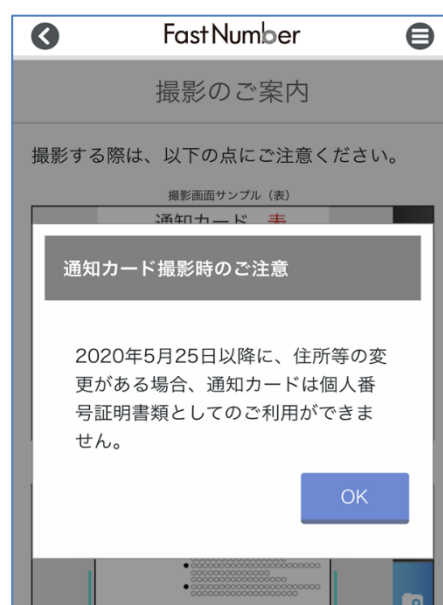 FastNumber
撮影のご案内
撮影する際は、以下の点にご注意ください。
撮影画面サンプル（表）
通知カード 表
通知カード撮影時のご注意
2020年5月25日以降に、住所等の変
更がある場合、通知カードは個人番
号証明書類としてのご利用ができま
せん。
OK